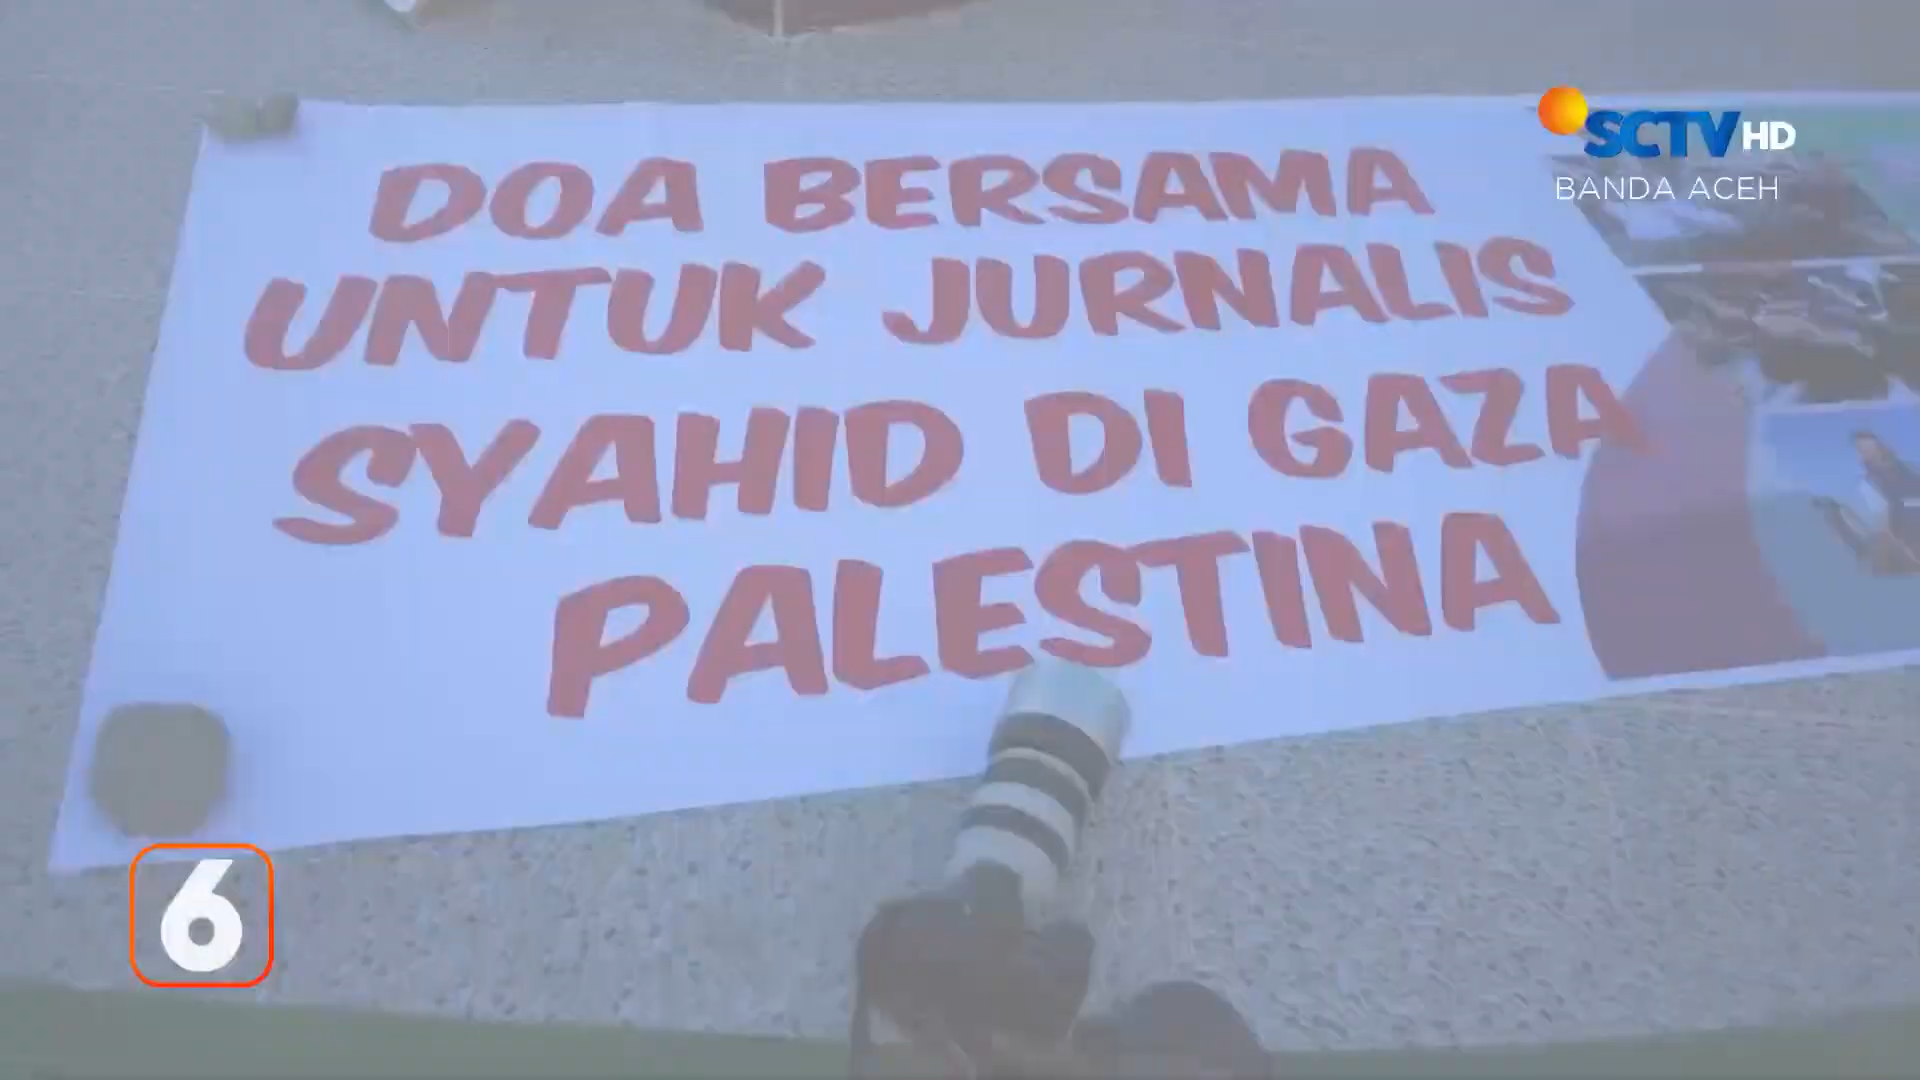 DOA BERSAMA
UNTUK JURNALIS
SYAHID DI GAZA
PALESTINA
SCTV HD
BANDA ACEH
6